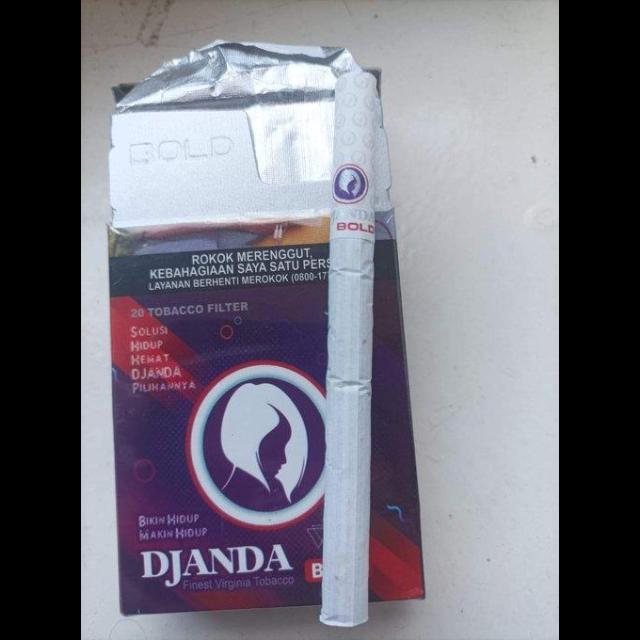 BOLD
ROKOK MERENGGUT,
KEBAHAGIAAN SAYA SATU PERS
LAYANAN BERHENTI MEROKOK (0800-17
20 TOBACCO FILTER
SOLUSI
HIDUP
HEMAT
DJANDA
PILIHANNYA
BIKIN HIDUP
MAKIN HIDUP
DJANDA
Finest Virginia Tobacco
B
ANDA
BOLD